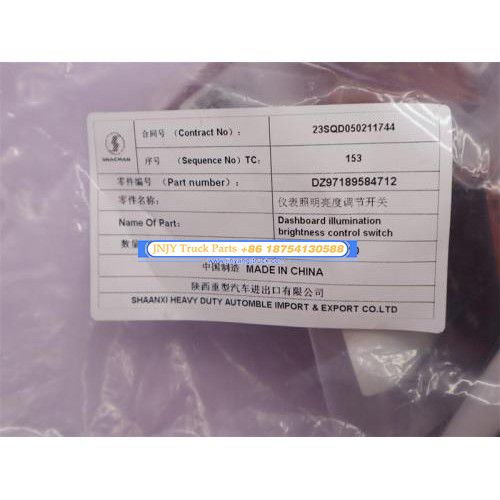 SHACMAN
合同号 (Contract No): 23SQD050211744
序号 (Sequence No) TC: 153
零件编号 (Part number): DZ97189584712
零件名称: 仪表照明亮度调节开关
Name Of Part: Dashboard illumination
brightness control switch
数量
JNJY Truck Parts +86 18754130588
中国制造 MADE IN CHINA
陕西重型汽车进出口有限公司
SHAANXI HEAVY DUTY AUTOMBLE IMPORT & EXPORT CO.LTD